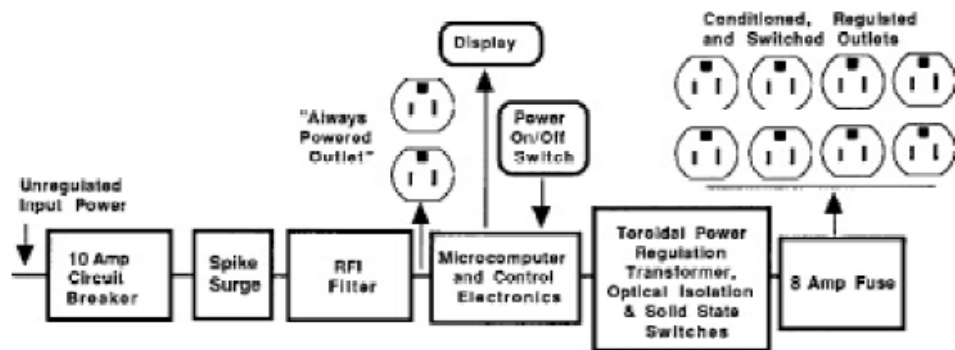 Conditioned, Regulated
and Switched Outlets
Display
"Always
Powered
Outlet"
Power
On/Off
Switch
Unregulated
Input Power
10 Amp
Circuit
Breaker
Spike
Surge
RFI
Filter
Microcomputer
and Control
Electronics
Toroidal Power
Regulation
Transformer,
Optical Isolation
& Solid State
Switches
8 Amp Fuse